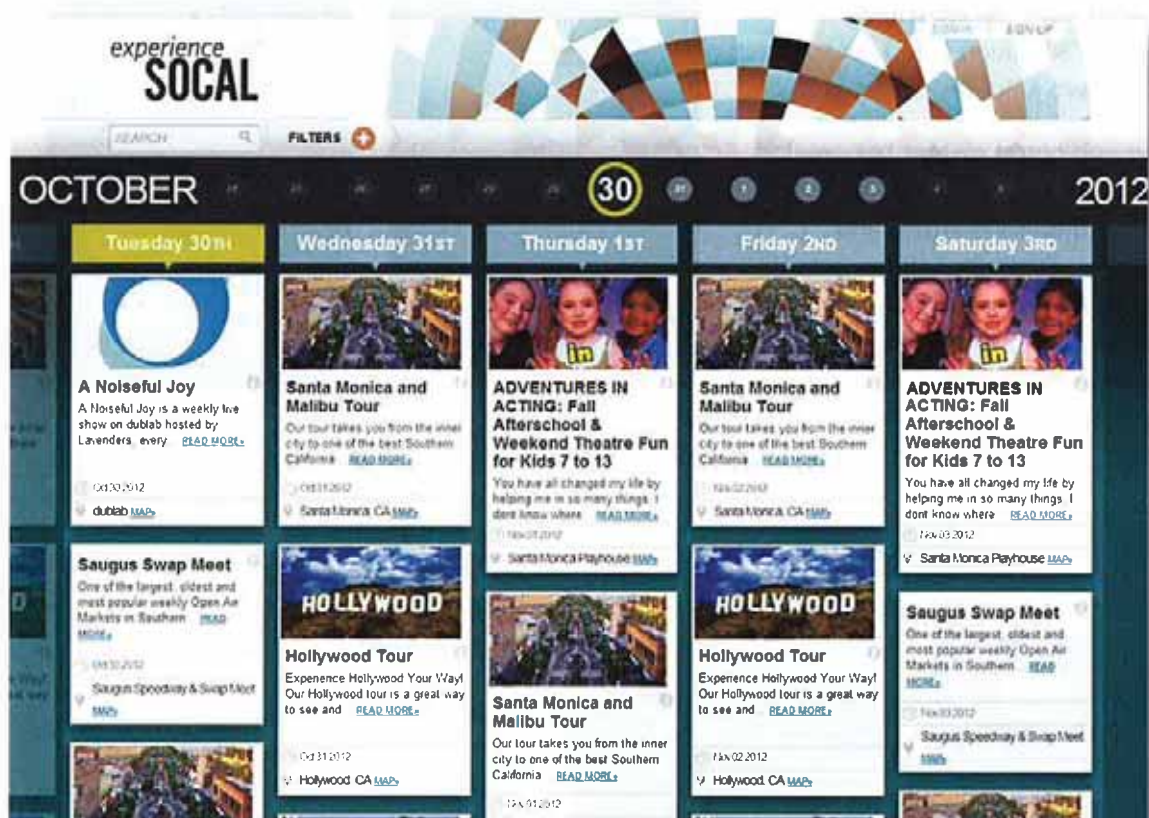 experience
SOCAL
SIGN UP
SEARCH
FILTERS
OCTOBER
30
31
1
2
3
2012
Tuesday 30TH
A Noiseful Joy
A Noiseful Joy is a weekly live
show on dublab hosted by
Lavenders, every READ MORE»
Oct 30 2012
dublab MAP»
Saugus Swap Meet
One of the largest, oldest and
most popular weekly Open Air
Markets in Southern READ
MORE»
Oct 30 2012
Saugus Speedway & Swap Meet
MAP»
Wednesday 31ST
Santa Monica and
Malibu Tour
Our tour takes you from the inner
city to one of the best Southern
California READ MORE»
Oct 31 2012
Santa Monica, CA MAP»
HOLLYWOOD
Hollywood Tour
Experience Hollywood Your Way!
Our Hollywood tour is a great way
to see and READ MORE»
Oct 31 2012
Hollywood, CA MAP»
Thursday 1ST
in
ADVENTURES IN
ACTING: Fall
Afterschool &
Weekend Theatre Fun
for Kids 7 to 13
You have all changed my life by
helping me in so many things. I
dont know where READ MORE»
Nov 01 2012
Santa Monica Playhouse MAP»
Santa Monica and
Malibu Tour
Our tour takes you from the inner
city to one of the best Southern
California READ MORE»
Nov 01 2012
Friday 2ND
Santa Monica and
Malibu Tour
Our tour takes you from the inner
city to one of the best Southern
California READ MORE»
Nov 02 2012
Santa Monica, CA MAP»
HOLLYWOOD
Hollywood Tour
Experience Hollywood Your Way!
Our Hollywood tour is a great way
to see and READ MORE»
Nov 02 2012
Hollywood, CA MAP»
Saturday 3RD
in
ADVENTURES IN
ACTING: Fall
Afterschool &
Weekend Theatre Fun
for Kids 7 to 13
You have all changed my life by
helping me in so many things. I
dont know where READ MORE»
Nov 03 2012
Santa Monica Playhouse MAP»
Saugus Swap Meet
One of the largest, oldest and
most popular weekly Open Air
Markets in Southern READ
MORE»
Nov 03 2012
Saugus Speedway & Swap Meet
MAP»